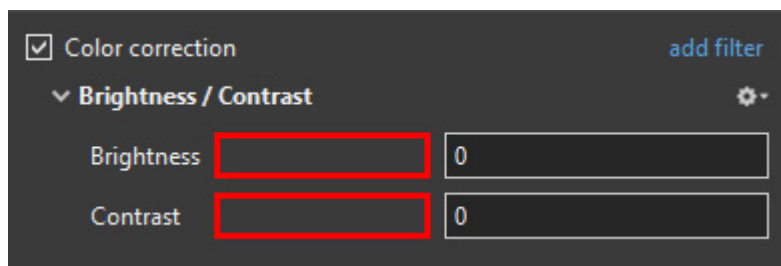 Color correction add filter
Brightness / Contrast
Brightness 0
Contrast 0